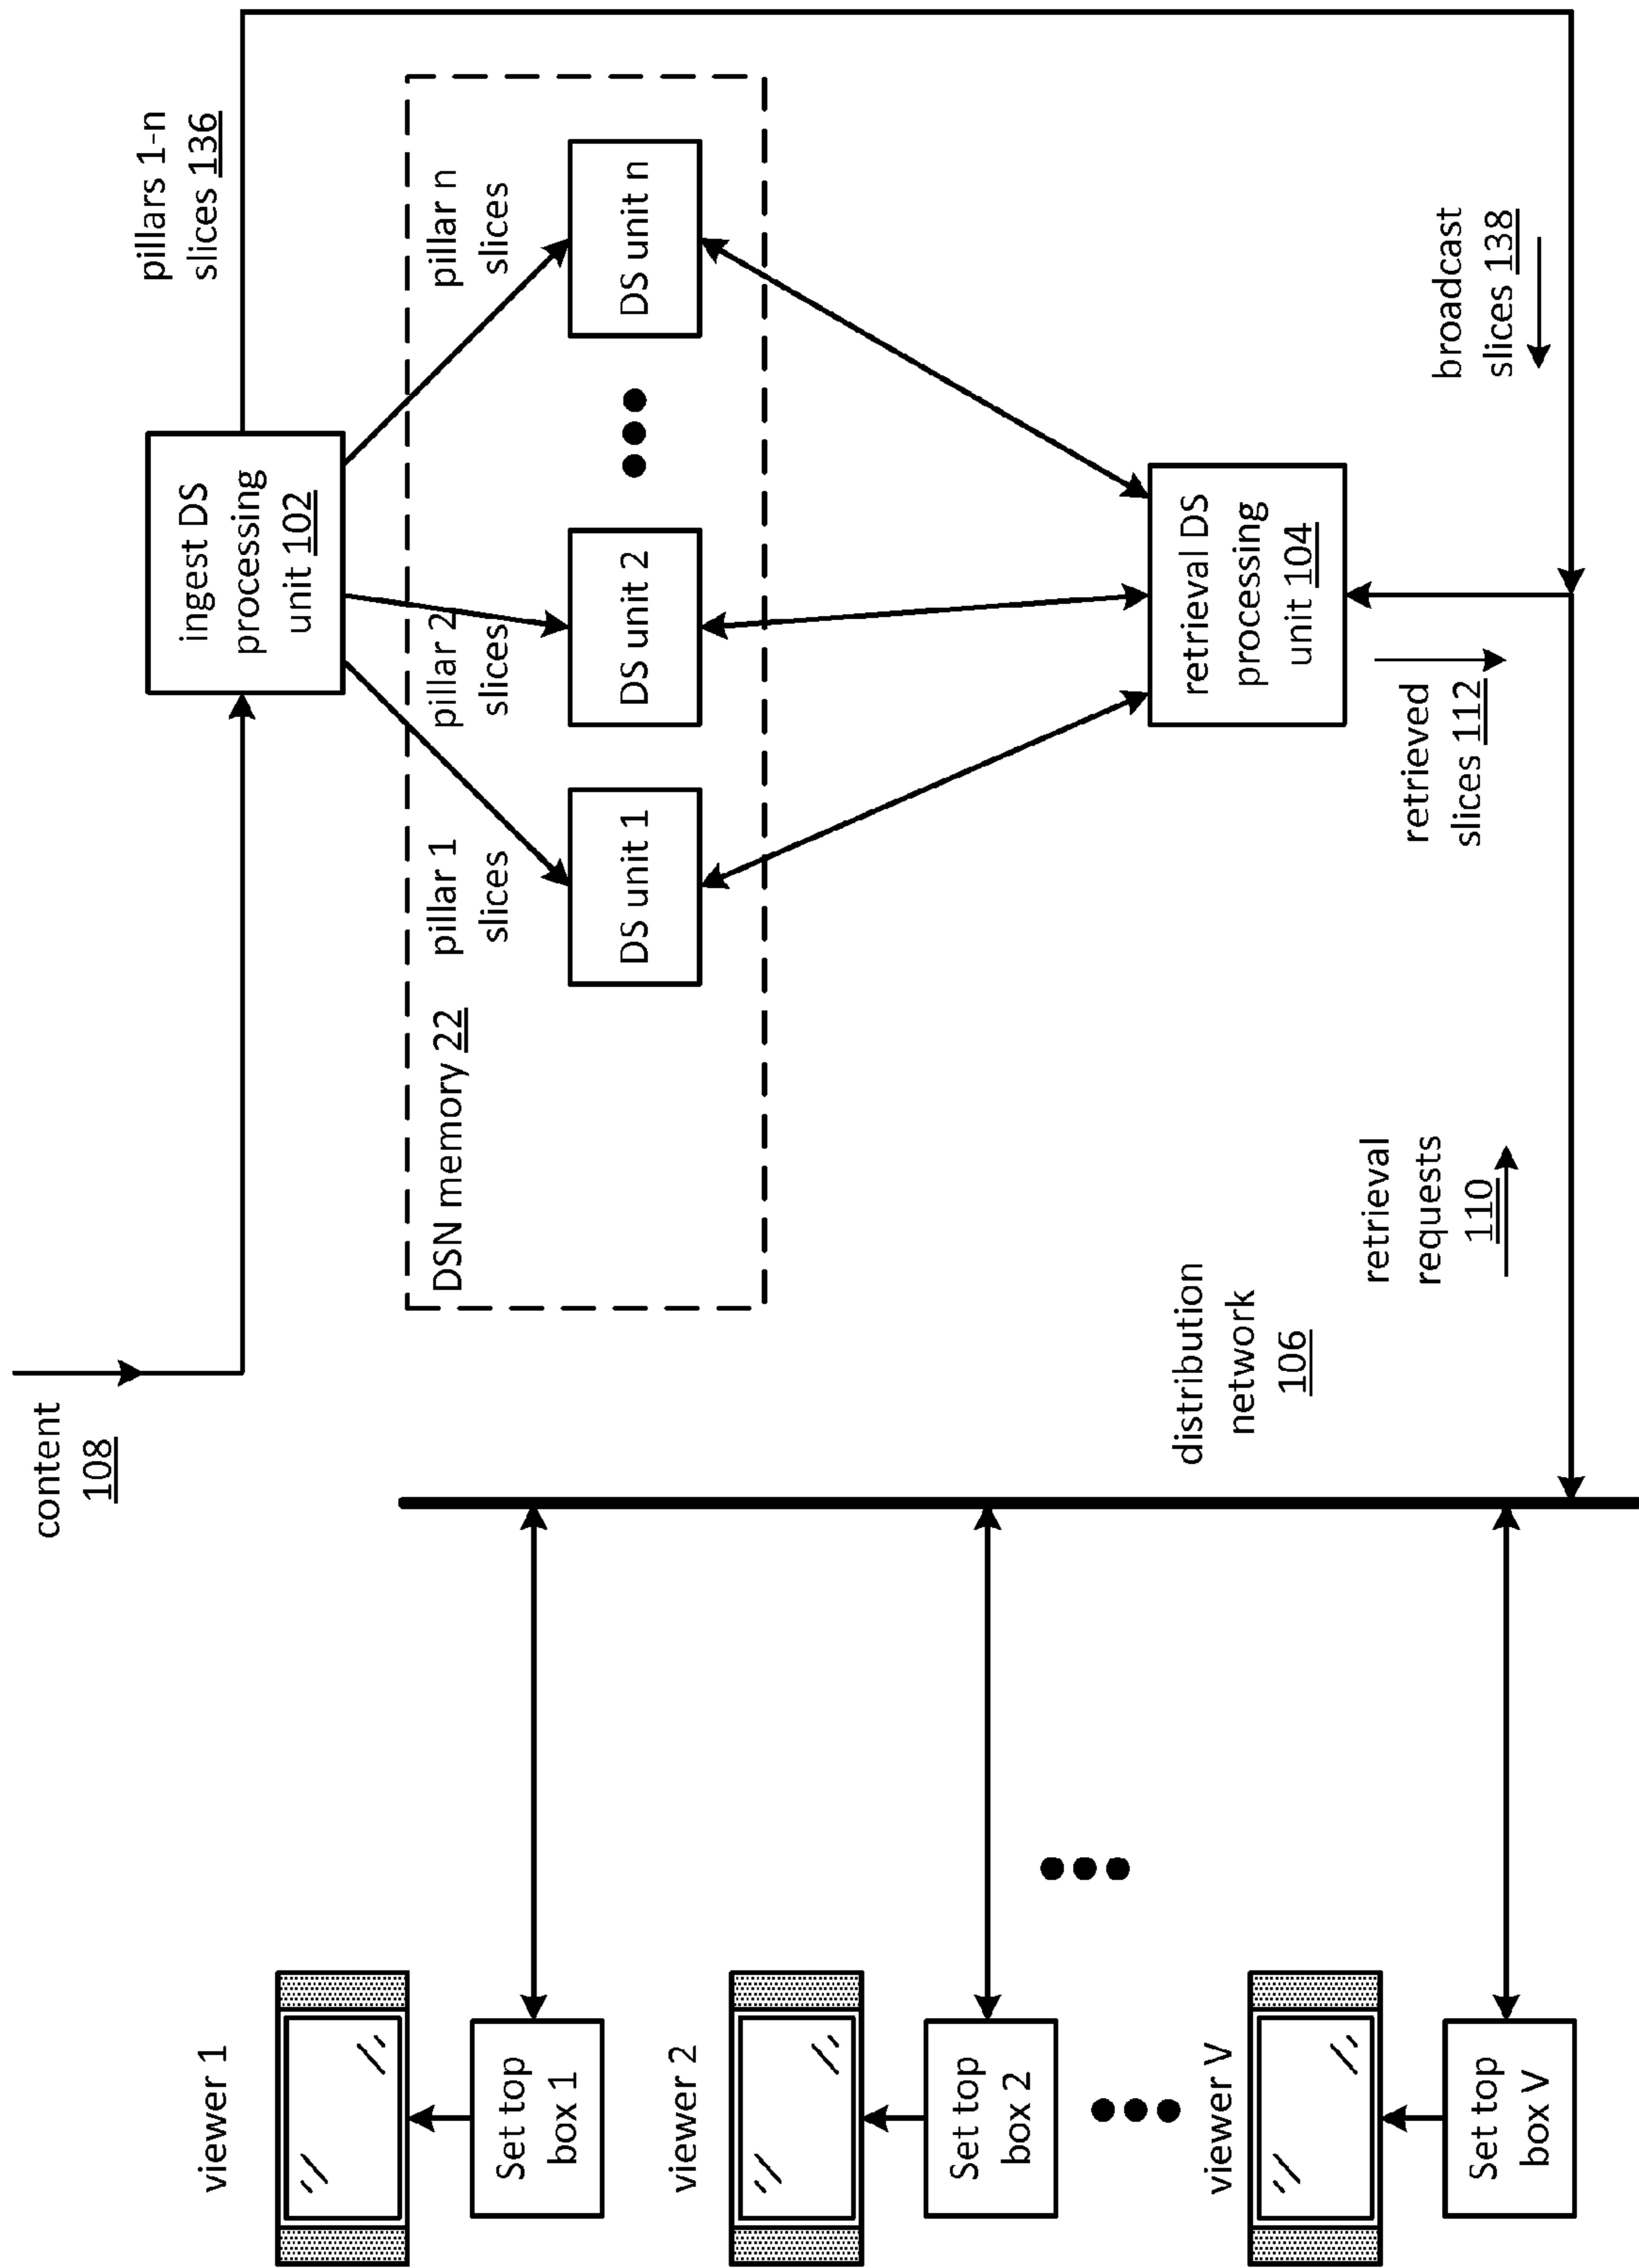 content
108
ingest DS
processing
unit 102
pillars 1-n
slices 136
DSN memory 22
pillar 1
slices
pillar 2
slices
pillar n
slices
DS unit 1
DS unit 2
DS unit n
retrieval DS
processing
unit 104
distribution
network
106
retrieval
requests
110
retrieved
slices 112
broadcast
slices 138
viewer 1
Set top
box 1
viewer 2
Set top
box 2
viewer V
Set top
box V